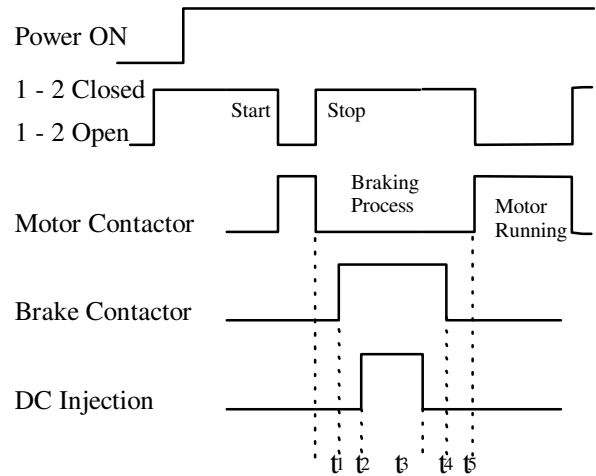 Power ON
1 - 2 Closed
Start
Stop
1 - 2 Open
Braking
Process
Motor Contactor
Motor
Running
Brake Contactor
DC Injection
t1 t2 t3 t4 t5